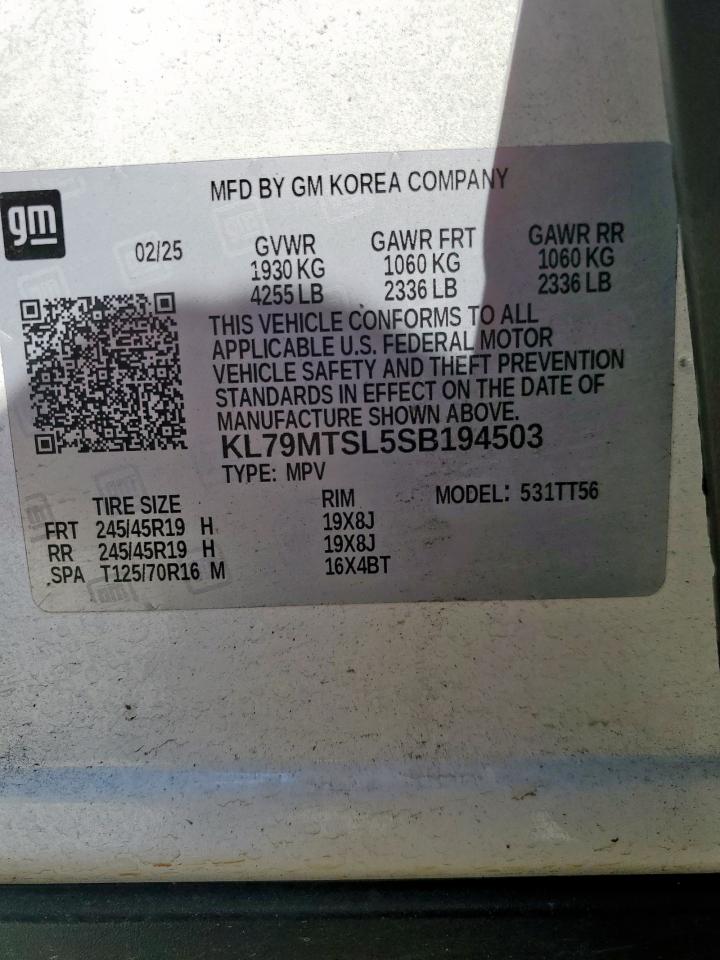 gm
MFD BY GM KOREA COMPANY
02/25 GVWR GAWR FRT GAWR RR
1930 KG 1060 KG 1060 KG
4255 LB 2336 LB 2336 LB
THIS VEHICLE CONFORMS TO ALL
APPLICABLE U.S. FEDERAL MOTOR
VEHICLE SAFETY AND THEFT PREVENTION
STANDARDS IN EFFECT ON THE DATE OF
MANUFACTURE SHOWN ABOVE.
KL79MTSL5SB194503
TYPE: MPV MODEL: 531TT56
TIRE SIZE RIM
FRT 245/45R19 H 19X8J
RR 245/45R19 H 19X8J
SPA T125/70R16 M 16X4BT